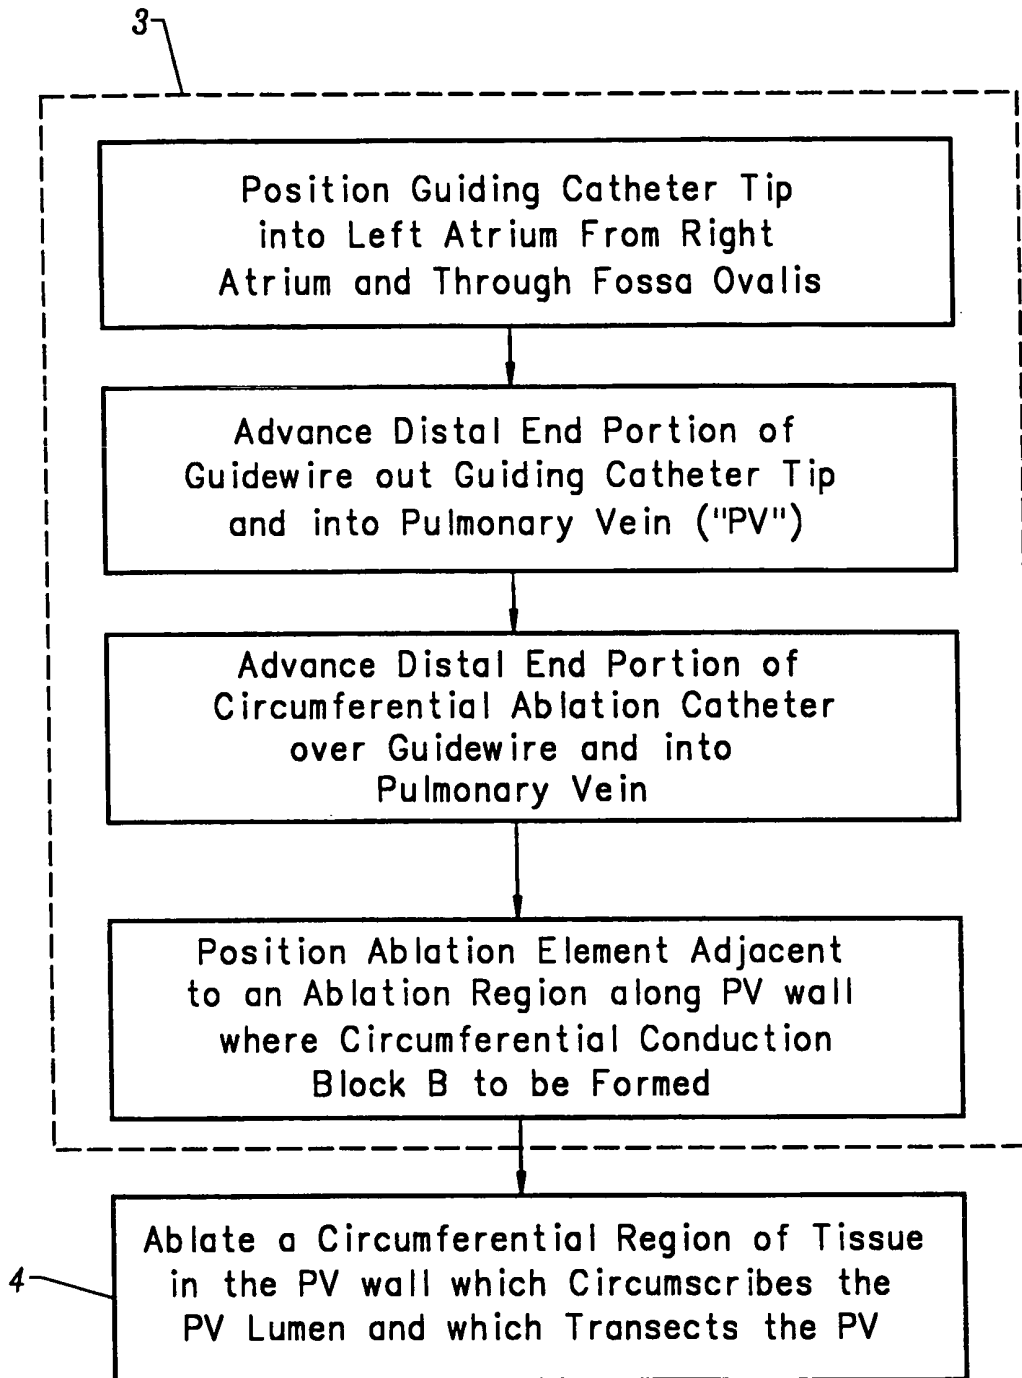 3
Position Guiding Catheter Tip
into Left Atrium From Right
Atrium and Through Fossa Ovalis
Advance Distal End Portion of
Guidewire out Guiding Catheter Tip
and into Pulmonary Vein ("PV")
Advance Distal End Portion of
Circumferential Ablation Catheter
over Guidewire and into
Pulmonary Vein
Position Ablation Element Adjacent
to an Ablation Region along PV wall
where Circumferential Conduction
Block B to be Formed
4
Ablate a Circumferential Region of Tissue
in the PV wall which Circumscribes the
PV Lumen and which Transects the PV